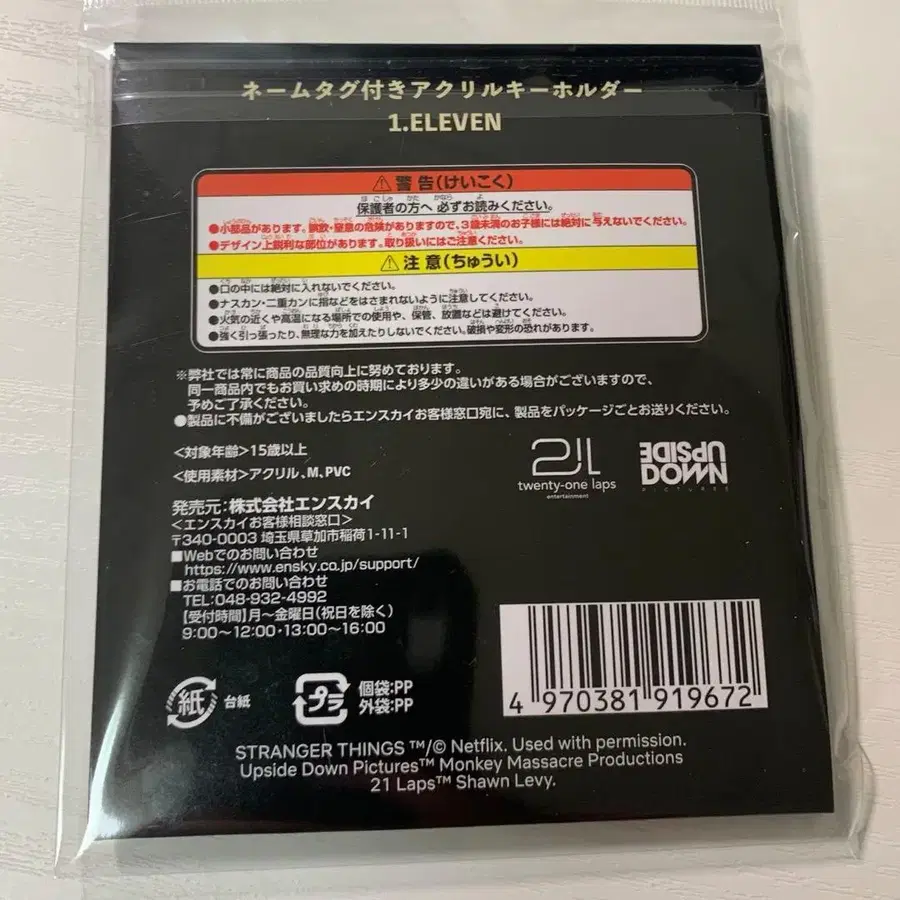 ネームタグ付きアクリルキーホルダー
1.ELEVEN
⚠警告(けいこく)
保護者の方へ 必ずお読みください。
●小部品があります。誤飲・窒息の危険がありますので、3歳未満のお子様には絶対に与えないでください。
●デザイン上鋭利な部位があります。取り扱いにはご注意ください。
⚠注意(ちゅうい)
●口の中には絶対に入れないでください。
●ナスカン・二重カンに指などをはさまれないように注意してください。
●火気の近くや高温になる場所での使用や、保管、放置などは避けてください。
●強く引っ張ったり、無理な力を加えたりしないでください。破損や変形の恐れがあります。
※弊社では常に商品の品質向上に努めております。
同一商品内でもお買い求めの時期により多少の違いがある場合がございますので、
予めご了承ください。
●製品に不備がございましたらエンスカイお客様窓口宛に、製品をパッケージごとお送りください。
<対象年齢>15歳以上
<使用素材>アクリル、M、PVC
21L
twenty-one laps
entertainment
UPSIDE
DOWN
PICTURES
発売元:株式会社エンスカイ
<エンスカイお客様相談窓口>
〒340-0003 埼玉県草加市稲荷1-11-1
■Webでのお問い合わせ
https://www.ensky.co.jp/support/
■お電話でのお問い合わせ
TEL:048-932-4992
【受付時間】月~金曜日(祝日を除く)
9:00~12:00・13:00~16:00
紙 台紙
プラ 個袋:PP
外袋:PP
4 970381 919672
STRANGER THINGS ™/© Netflix. Used with permission.
Upside Down Pictures™ Monkey Massacre Productions
21 Laps™ Shawn Levy.